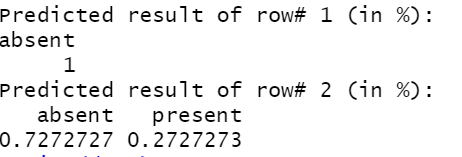 Predicted result of row# 1 (in %):
absent
     1
Predicted result of row# 2 (in %):
   absent   present
0.7272727 0.2727273